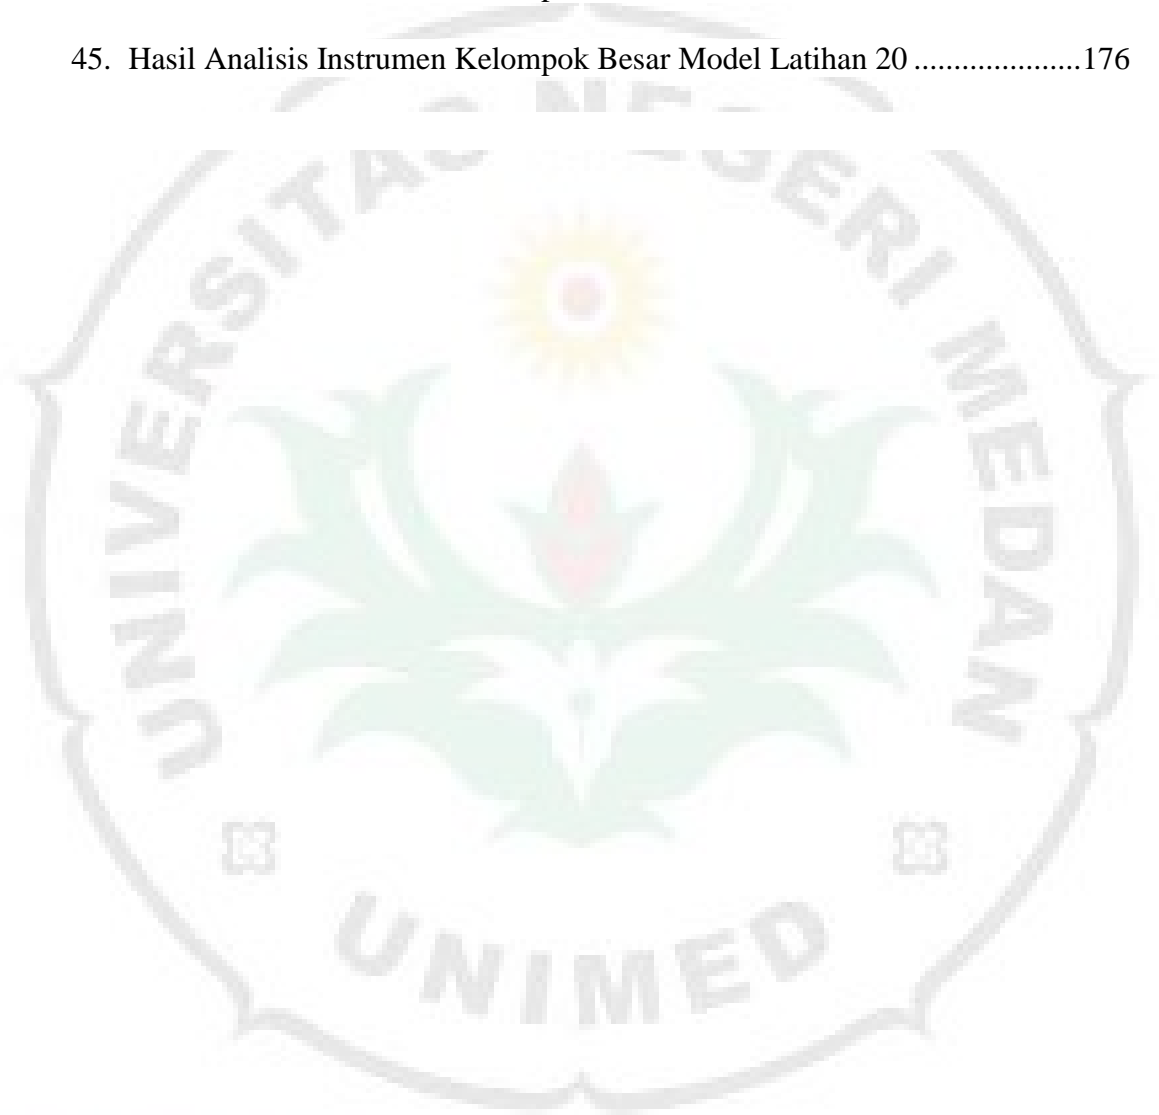 45. Hasil Analisis Instrumen Kelompok Besar Model Latihan 20 .....................176
UNIVERSITAS NEGERI MEDAN
UNIMED